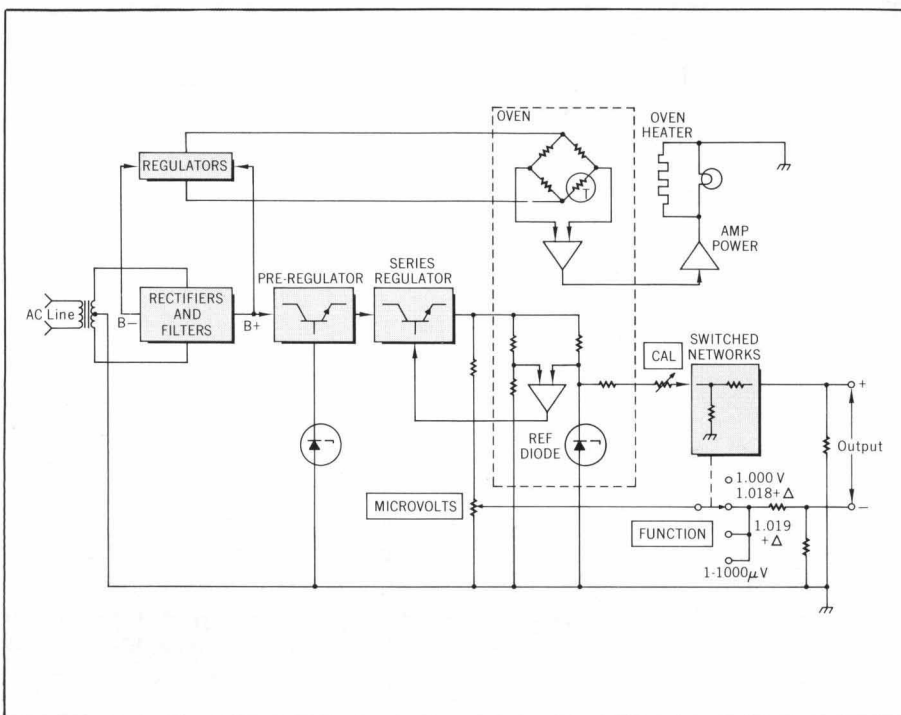 OVEN
OVEN
HEATER
REGULATORS
T
AMP
POWER
PRE-REGULATOR
SERIES
REGULATOR
AC Line
B−
RECTIFIERS
AND
FILTERS
B+
CAL
SWITCHED
NETWORKS
+
REF
DIODE
Output
1.000 V
1.018+Δ
MICROVOLTS
−
FUNCTION
1.019
+Δ
1-1000μV